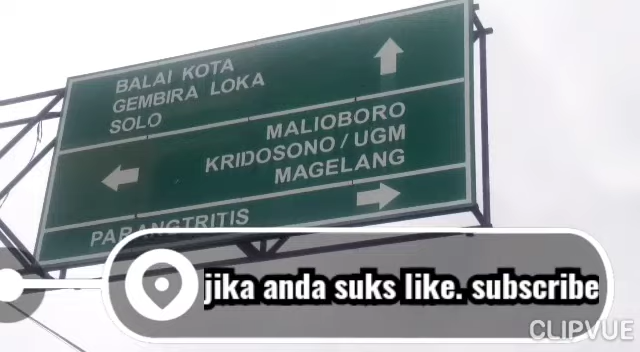 BALAI KOTA
GEMBIRA LOKA
SOLO
MALIOBORO
KRIDOSONO / UGM
MAGELANG
PARANGTRITIS
jika anda suks like. subscribe
CLIPVUE